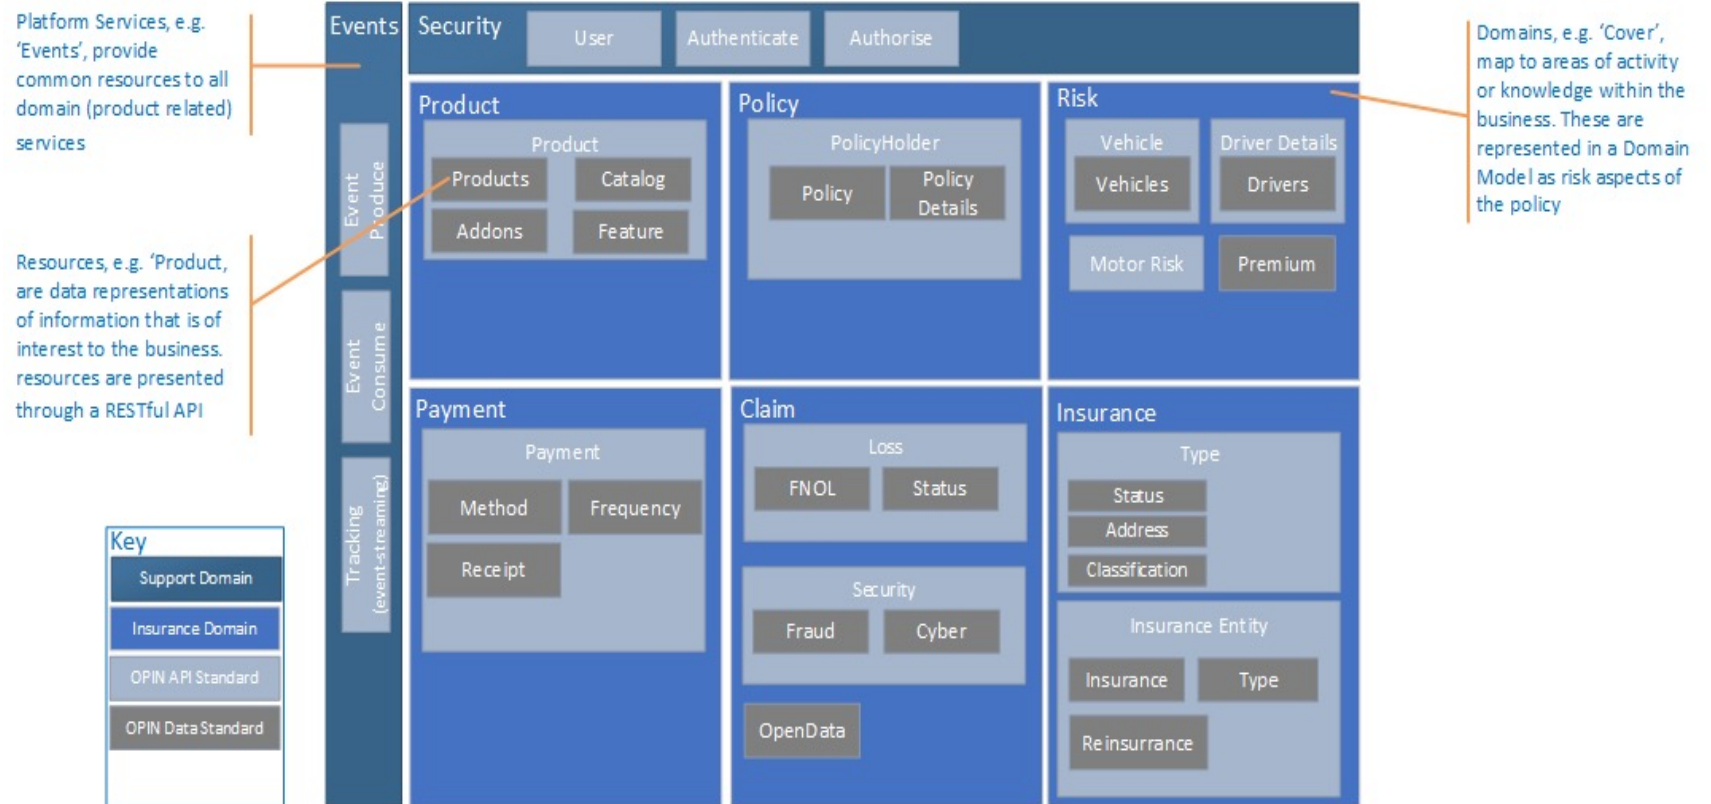 Platform Services, e.g.
‘Events’, provide
common resources to all
domain (product related)
services
Resources, e.g. ‘Product,
are data representations
of information that is of
interest to the business.
resources are presented
through a RESTful API
Key
Support Domain
Insurance Domain
OPIN API Standard
OPIN Data Standard
Events
Event
Produce
Event
Consume
Tracking
(event-streaming)
Security
User
Authenticate
Authorise
Product
Product
Products
Catalog
Addons
Feature
Policy
PolicyHolder
Policy
Policy
Details
Risk
Vehicle
Vehicles
Driver Details
Drivers
Motor Risk
Premium
Payment
Payment
Method
Frequency
Receipt
Claim
Loss
FNOL
Status
Security
Fraud
Cyber
OpenData
Insurance
Type
Status
Address
Classification
Insurance Entity
Insurance
Type
Reinsurrance
Domains, e.g. ‘Cover’,
map to areas of activity
or knowledge within the
business. These are
represented in a Domain
Model as risk aspects of
the policy